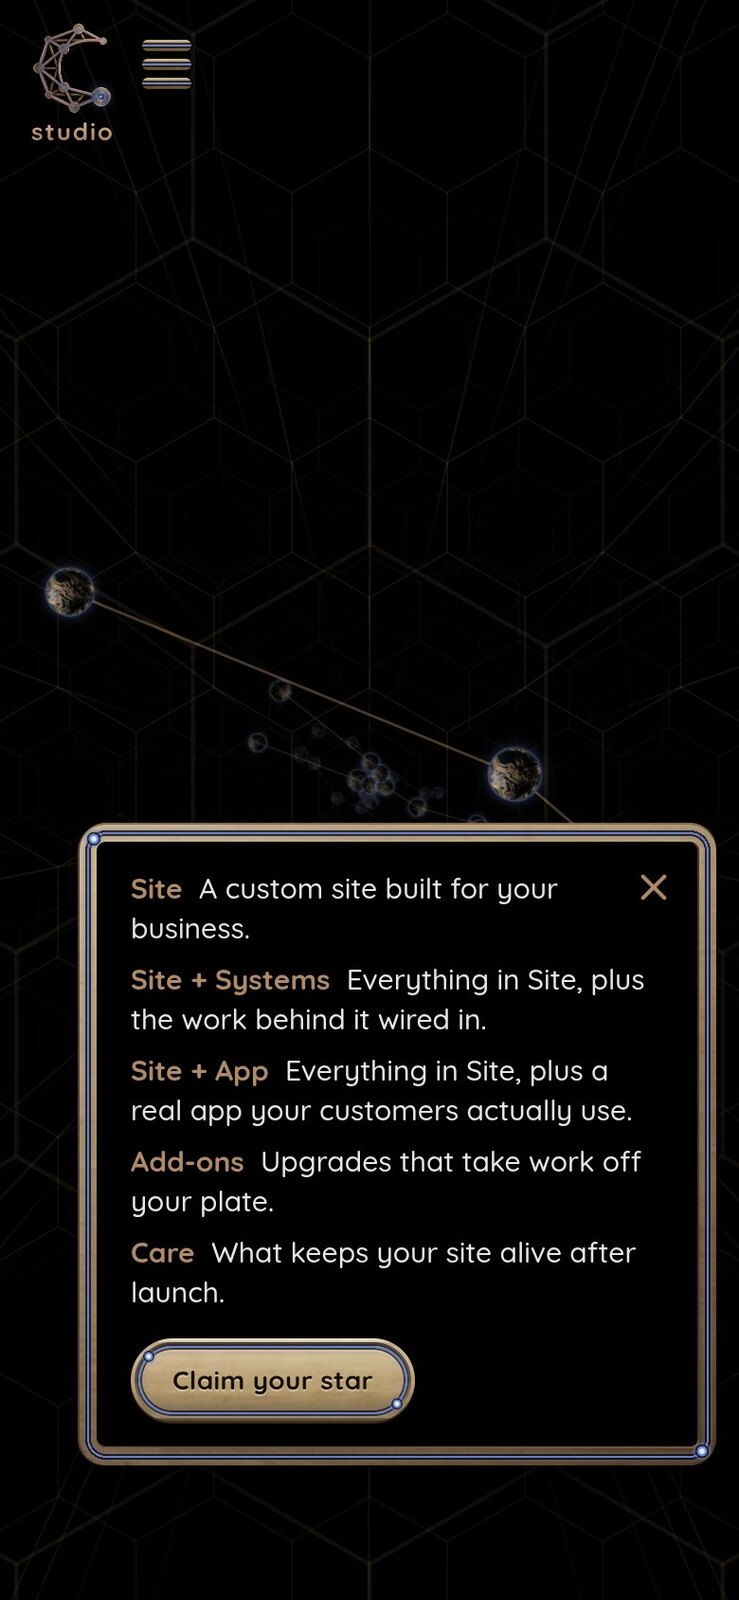 studio
Site A custom site built for your
business.
Site + Systems Everything in Site, plus
the work behind it wired in.
Site + App Everything in Site, plus a
real app your customers actually use.
Add-ons Upgrades that take work off
your plate.
Care What keeps your site alive after
launch.
Claim your star